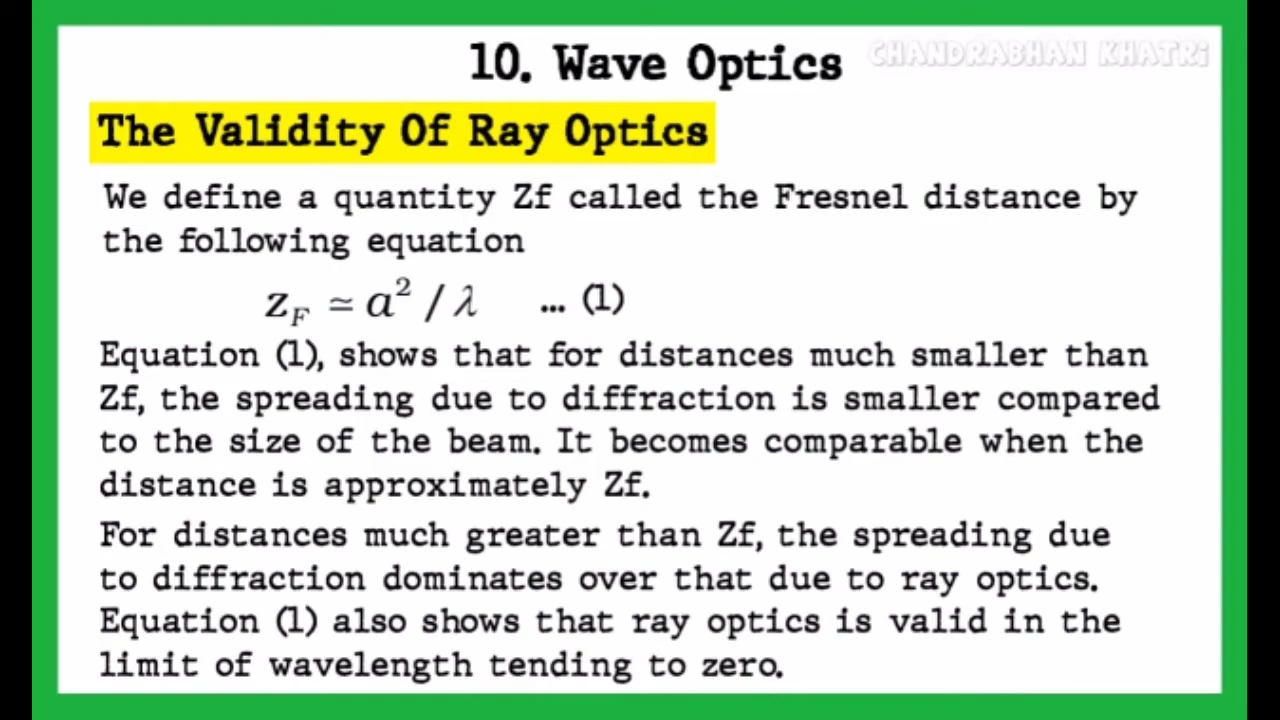 10. Wave Optics
CHANDRABHAN KHATRi
The Validity Of Ray Optics
We define a quantity Zf called the Fresnel distance by
the following equation
z_F ≃ a² / λ ... (1)
Equation (1), shows that for distances much smaller than
Zf, the spreading due to diffraction is smaller compared
to the size of the beam. It becomes comparable when the
distance is approximately Zf.
For distances much greater than Zf, the spreading due
to diffraction dominates over that due to ray optics.
Equation (1) also shows that ray optics is valid in the
limit of wavelength tending to zero.